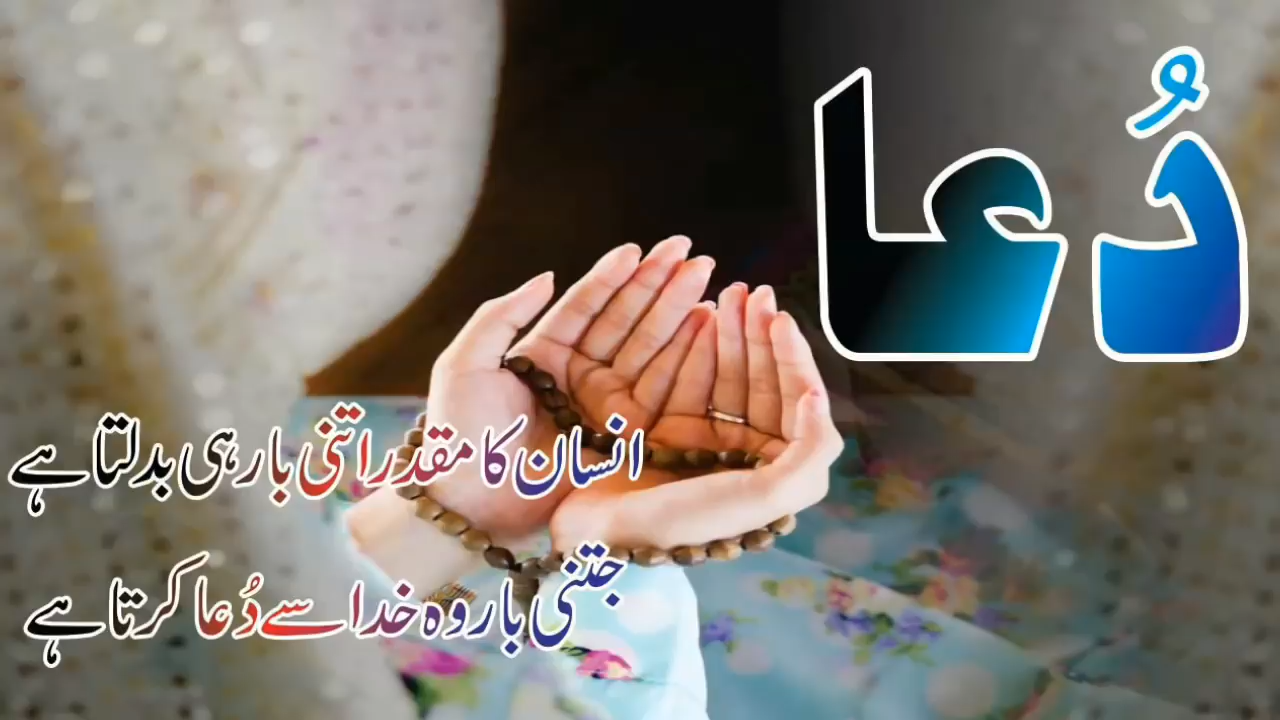 دُعا
انسان کا مقدر اتنی بار ہی بدلتا ہے
جتنی بار وہ خدا سے دُعا کرتا ہے